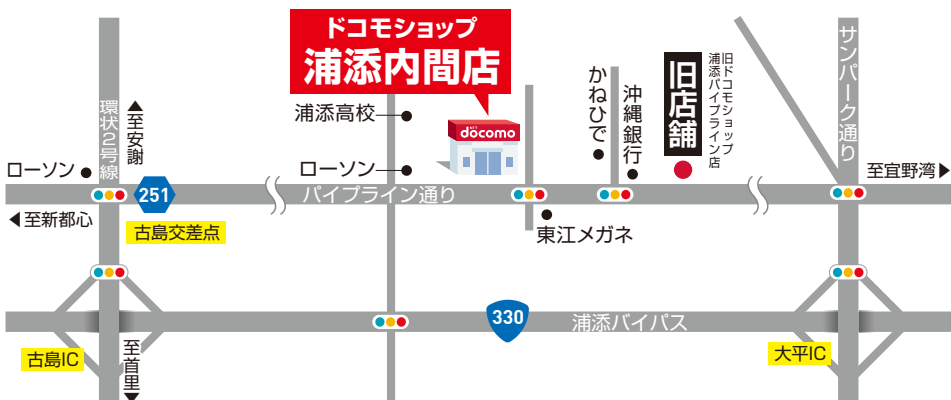 ドコモショップ
浦添内間店
docomo
環状2号線
至安謝
浦添高校
ローソン
ローソン
251
パイプライン通り
至新都心
古島交差点
かねひで
沖縄銀行
旧店舗
旧ドコモショップ
浦添パイプライン店
サンパーク通り
至宜野湾
東江メガネ
330
浦添バイパス
古島IC
至首里
大平IC